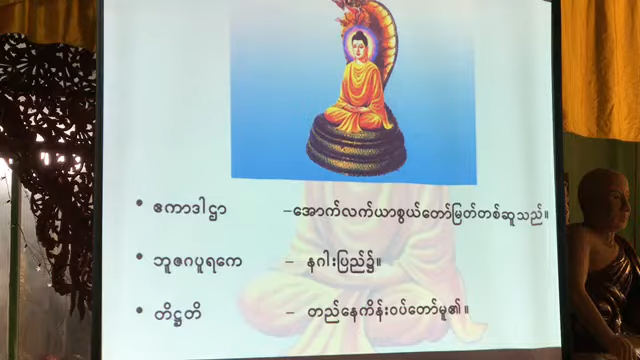 • ဧကာဒါဌာ –အောက်လက်ယာစွယ်တော်မြတ်တစ်ဆူသည်။
• ဘူဇဂပူရကေ – နဂါးပြည်၌။
• တိဋ္ဌတိ – တည်နေကိန်းဝပ်တော်မူ၏။